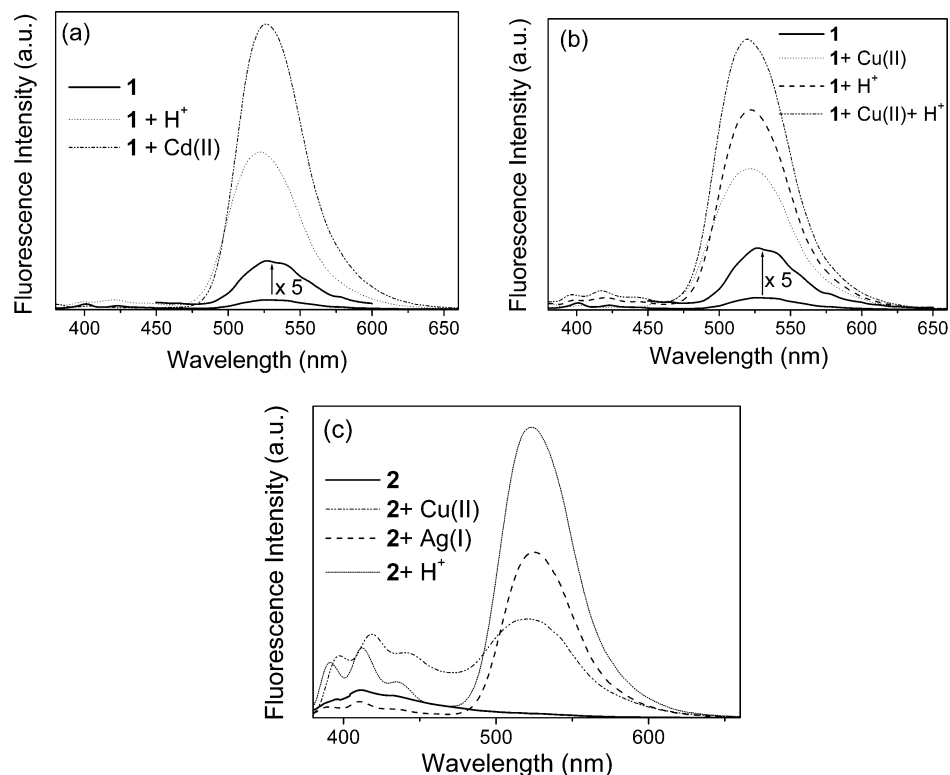 (a)
Fluorescence Intensity (a.u.)
1
1 + H⁺
1 + Cd(II)
x 5
400 450 500 550 600 650
Wavelength (nm)
(b)
Fluorescence Intensity (a.u.)
1
1+ Cu(II)
1+ H⁺
1+ Cu(II)+ H⁺
x 5
400 450 500 550 600 650
Wavelength (nm)
(c)
Fluorescence Intensity (a.u.)
2
2+ Cu(II)
2+ Ag(I)
2+ H⁺
400 500 600
Wavelength (nm)